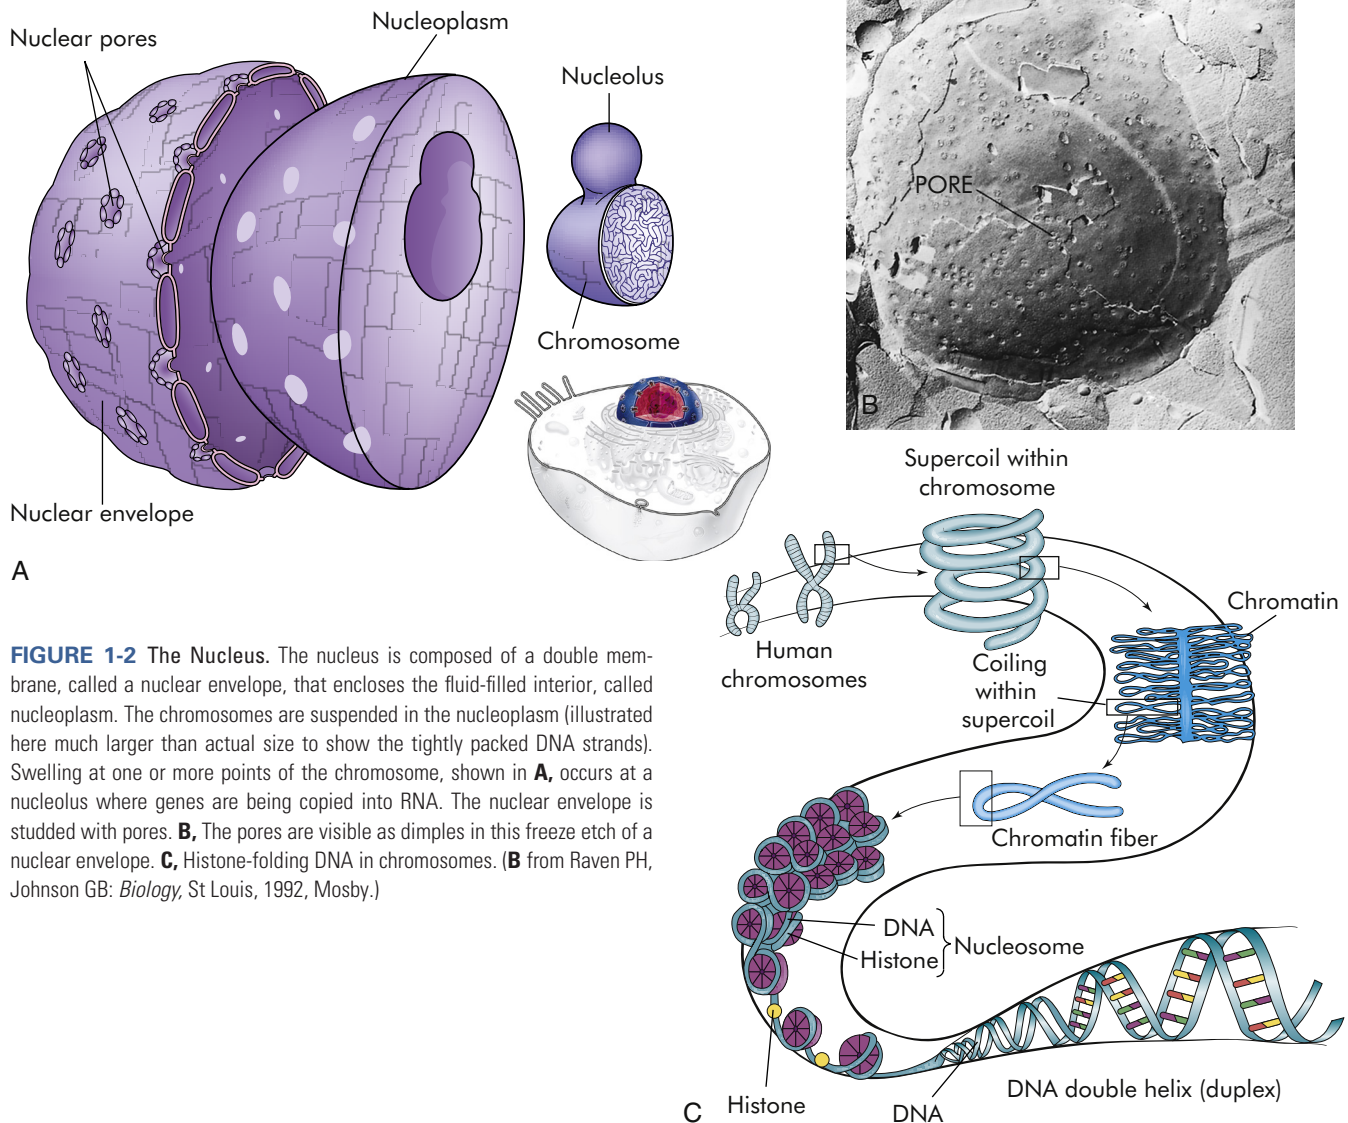 Nuclear pores
Nucleoplasm
Nucleolus
Chromosome
Nuclear envelope
A
PORE
B
Supercoil within
chromosome
Human
chromosomes
Coiling
within
supercoil
Chromatin
Chromatin fiber
DNA
Histone
Nucleosome
Histone
DNA
DNA double helix (duplex)
C
FIGURE 1-2 The Nucleus. The nucleus is composed of a double mem-
brane, called a nuclear envelope, that encloses the fluid-filled interior, called
nucleoplasm. The chromosomes are suspended in the nucleoplasm (illustrated
here much larger than actual size to show the tightly packed DNA strands).
Swelling at one or more points of the chromosome, shown in A, occurs at a
nucleolus where genes are being copied into RNA. The nuclear envelope is
studded with pores. B, The pores are visible as dimples in this freeze etch of a
nuclear envelope. C, Histone-folding DNA in chromosomes. (B from Raven PH,
Johnson GB: Biology, St Louis, 1992, Mosby.)